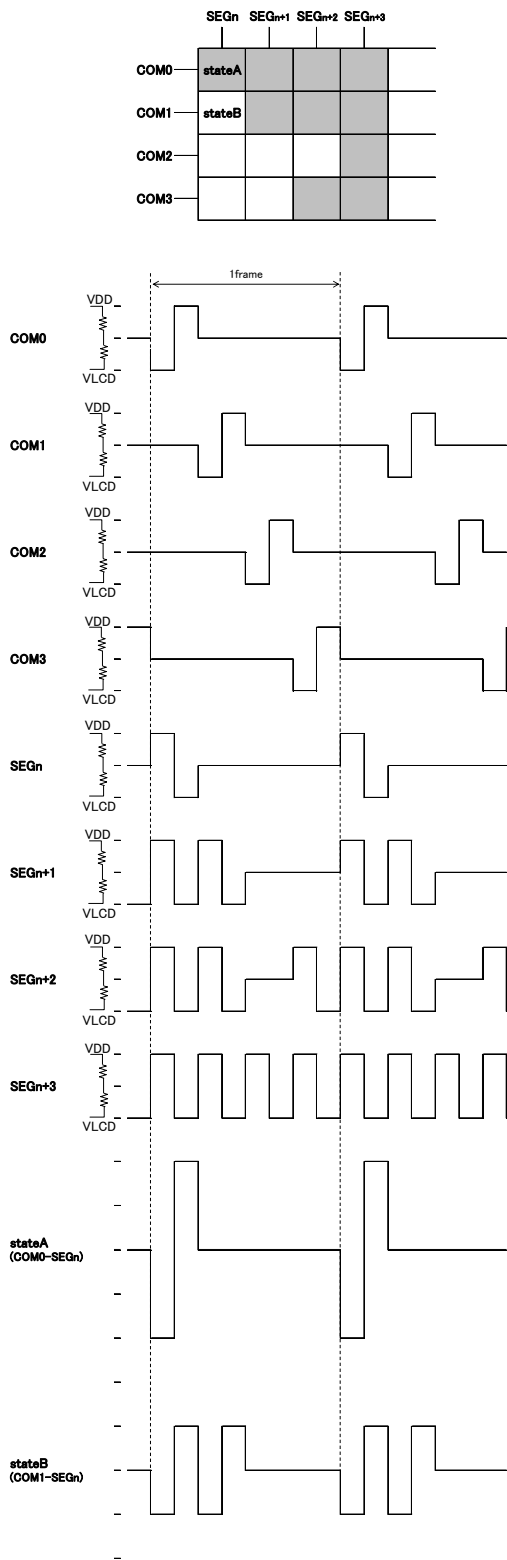 SEGn SEGn+1 SEGn+2 SEGn+3
COM0 stateA
COM1 stateB
COM2
COM3
1frame
VDD
COM0
VLCD
VDD
COM1
VLCD
VDD
COM2
VLCD
VDD
COM3
VLCD
VDD
SEGn
VLCD
VDD
SEGn+1
VLCD
VDD
SEGn+2
VLCD
VDD
SEGn+3
VLCD
stateA
(COM0-SEGn)
stateB
(COM1-SEGn)